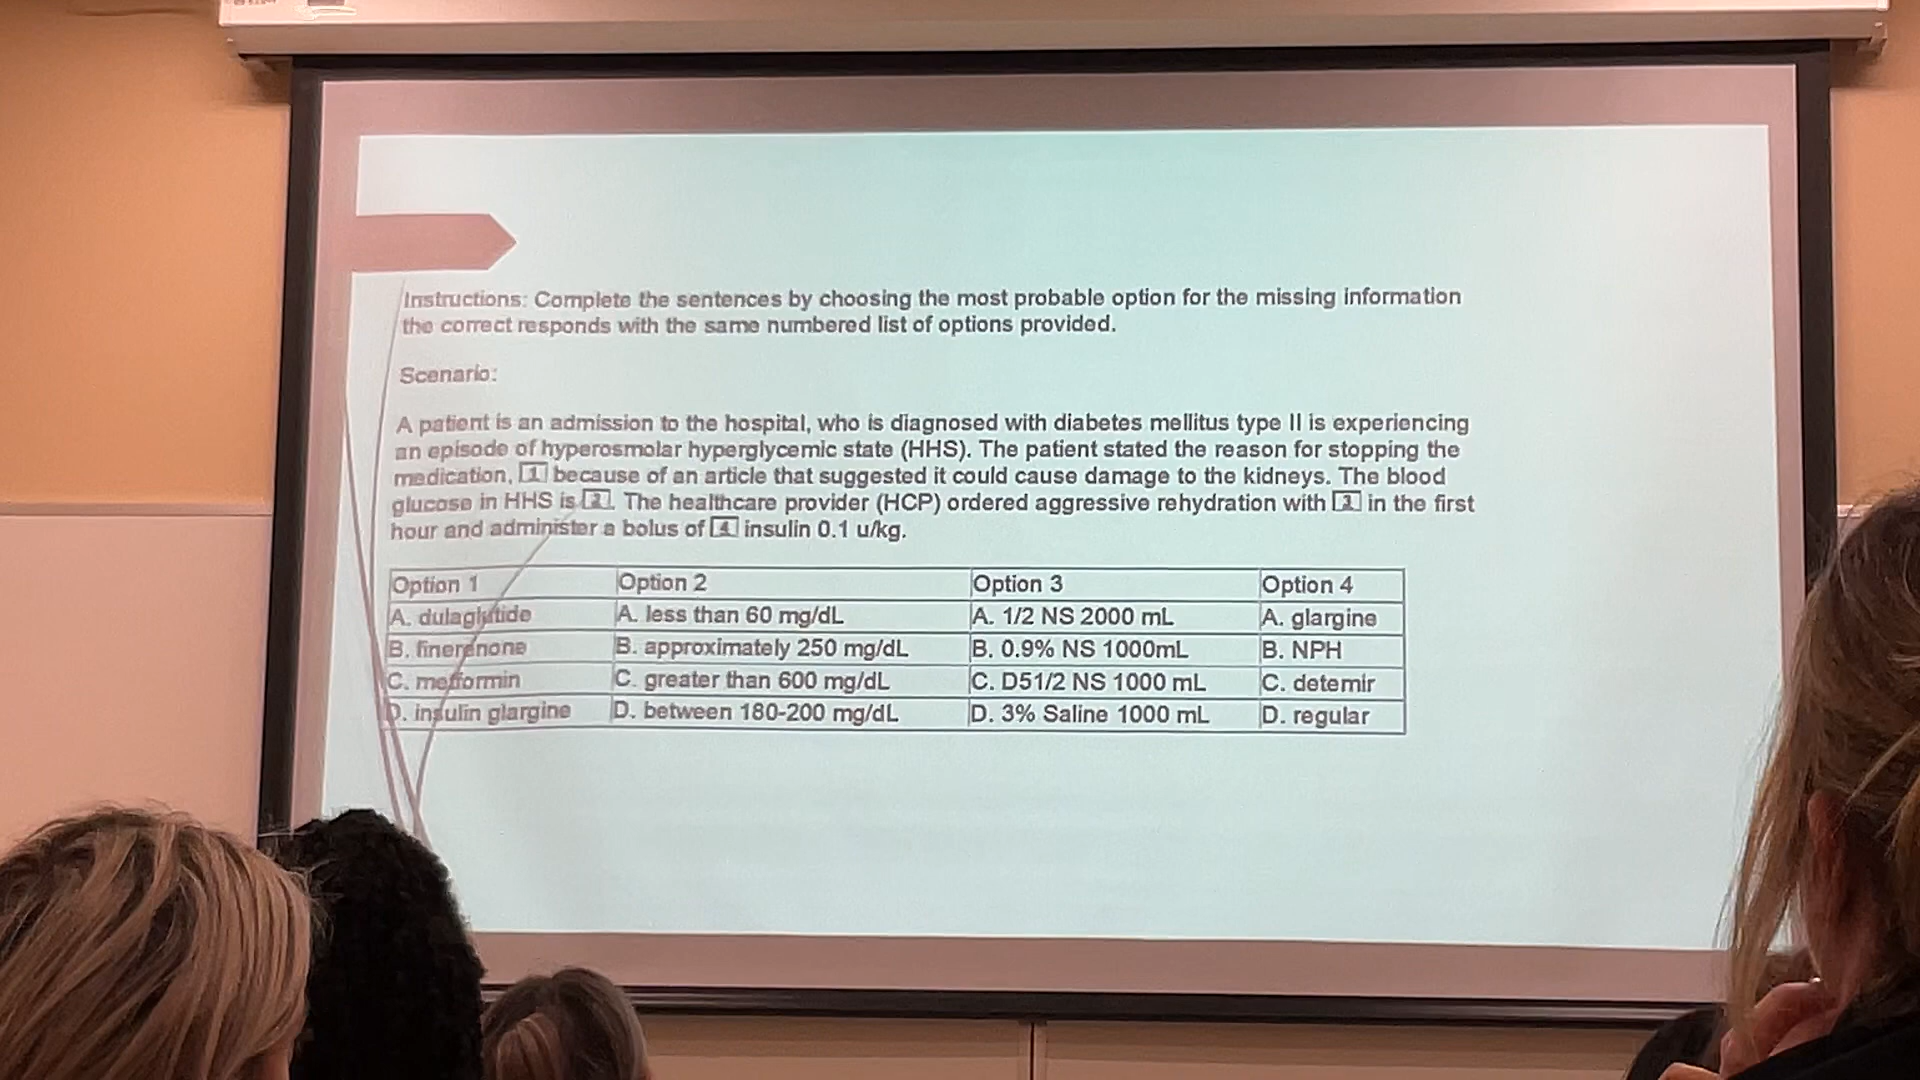 Instructions: Complete the sentences by choosing the most probable option for the missing information
the correct responds with the same numbered list of options provided.
Scenario:
A patient is an admission to the hospital, who is diagnosed with diabetes mellitus type II is experiencing
an episode of hyperosmolar hyperglycemic state (HHS). The patient stated the reason for stopping the
medication, 1 because of an article that suggested it could cause damage to the kidneys. The blood
glucose in HHS is 2. The healthcare provider (HCP) ordered aggressive rehydration with 3 in the first
hour and administer a bolus of 4 insulin 0.1 u/kg.
Option 1 Option 2 Option 3 Option 4
A. dulaglutide A. less than 60 mg/dL A. 1/2 NS 2000 mL A. glargine
B. finerenone B. approximately 250 mg/dL B. 0.9% NS 1000mL B. NPH
C. metformin C. greater than 600 mg/dL C. D51/2 NS 1000 mL C. detemir
D. insulin glargine D. between 180-200 mg/dL D. 3% Saline 1000 mL D. regular